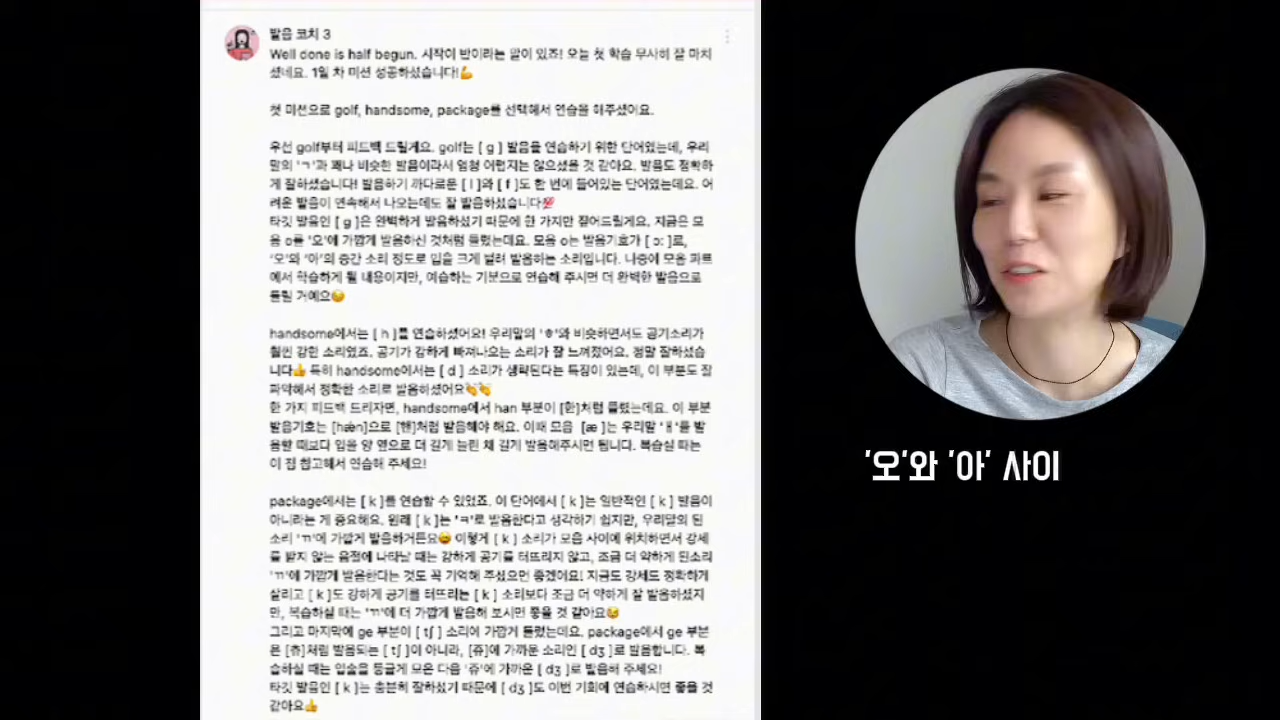 발음 코치 3
Well done is half begun. 시작이 반이라는 말이 있죠! 오늘 첫 학습 무사히 잘 마치
셨네요. 1일 차 미션 성공하셨습니다!💪
첫 미션으로 golf, handsome, package를 선택해서 연습을 해주셨어요.
우선 golf부터 피드백 드릴게요. golf는 [ g ] 발음을 연습하기 위한 단어였는데, 우리
말의 'ㄱ'과 꽤나 비슷한 발음이라서 엄청 어렵지는 않으셨을 것 같아요. 발음도 정확하
게 잘하셨습니다! 발음하기 까다로운 [ l ]와 [ f ]도 한 번에 들어있는 단어였는데요. 어
려운 발음이 연속해서 나오는데도 잘 발음하셨습니다💯
타깃 발음인 [ g ]은 완벽하게 발음하셨기 때문에 한 가지만 짚어드릴게요. 지금은 모
음 o를 '오'에 가깝게 발음하신 것처럼 들렸는데요. 모음 o는 발음기호가 [ ɔ: ]로,
'오'와 '아'의 중간 소리 정도로 입을 크게 벌려 발음하는 소리입니다. 나중에 모음 파트
에서 학습하게 될 내용이지만, 예습하는 기분으로 연습해 주시면 더 완벽한 발음으로
들릴 거예요😉
handsome에서는 [ h ]를 연습하셨어요! 우리말의 'ㅎ'와 비슷하면서도 공기소리가
훨씬 강한 소리였죠. 공기가 강하게 빠져나오는 소리가 잘 느껴졌어요. 정말 잘하셨습
니다👍 특히 handsome에서는 [ d ] 소리가 생략된다는 특징이 있는데, 이 부분도 잘
파악해서 정확한 소리로 발음하셨어요👏👏
한 가지 피드백 드리자면, handsome에서 han 부분이 [한]처럼 들렸는데요. 이 부분
발음기호는 [hæn]으로 [핸]처럼 발음해야 해요. 이때 모음 [æ ]는 우리말 'ㅐ'를 발
음할 때보다 입을 양 옆으로 더 길게 늘린 채 길게 발음해주시면 됩니다. 복습하실 때는
이 점 참고해서 연습해 주세요!
package에서는 [ k ]를 연습할 수 있었죠. 이 단어에서 [ k ]는 일반적인 [ k ] 발음이
아니라는 게 중요해요. 원래 [ k ]는 'ㅋ'로 발음한다고 생각하기 쉽지만, 우리말의 된
소리 'ㄲ'에 가깝게 발음하거든요😀 이렇게 [ k ] 소리가 모음 사이에 위치하면서 강세
를 받지 않는 음절에 나타날 때는 강하게 공기를 터뜨리지 않고, 조금 더 약하게 된소리
'ㄲ'에 가깝게 발음한다는 것도 꼭 기억해 주셨으면 좋겠어요! 지금도 강세도 정확하게
살리고 [ k ]도 강하게 공기를 터뜨리는 [ k ] 소리보다 조금 더 약하게 잘 발음하셨지
만, 복습하실 때는 'ㄲ'에 더 가깝게 발음해 보시면 좋을 것 같아요😉
그리고 마지막에 ge 부분이 [ tʃ ] 소리에 가깝게 들렸는데요. package에서 ge 부분
은 [츄]처럼 발음되는 [ tʃ ]이 아니라, [쥬]에 가까운 소리인 [ dʒ ]로 발음합니다. 복
습하실 때는 입술을 둥글게 모은 다음 '쥬'에 가까운 [ dʒ ]로 발음해 주세요!
타깃 발음인 [ k ]는 충분히 잘하셨기 때문에 [ dʒ ]도 이번 기회에 연습하시면 좋을 것
같아요👍
'오'와 '아' 사이